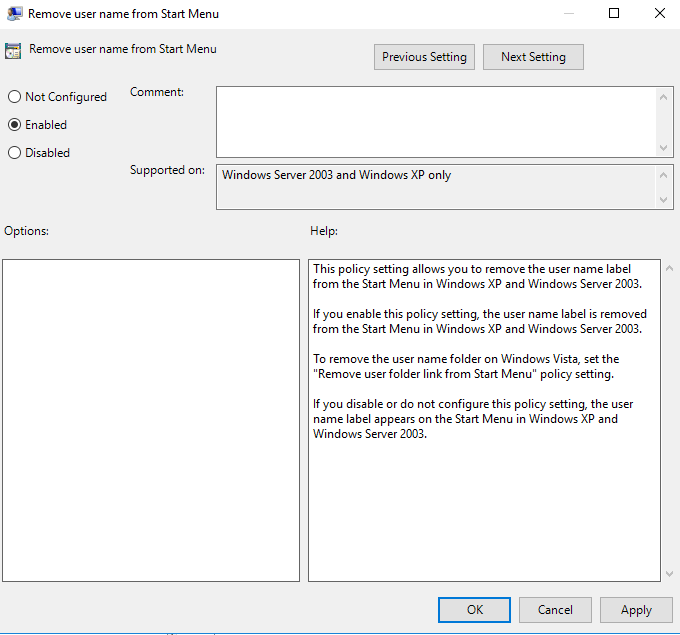 Remove user name from Start Menu
Remove user name from Start Menu
Previous Setting
Next Setting
Not Configured
Comment:
Enabled
Disabled
Supported on:
Windows Server 2003 and Windows XP only
Options:
Help:
This policy setting allows you to remove the user name label
from the Start Menu in Windows XP and Windows Server 2003.
If you enable this policy setting, the user name label is removed
from the Start Menu in Windows XP and Windows Server 2003.
To remove the user name folder on Windows Vista, set the
"Remove user folder link from Start Menu" policy setting.
If you disable or do not configure this policy setting, the user
name label appears on the Start Menu in Windows XP and
Windows Server 2003.
OK
Cancel
Apply